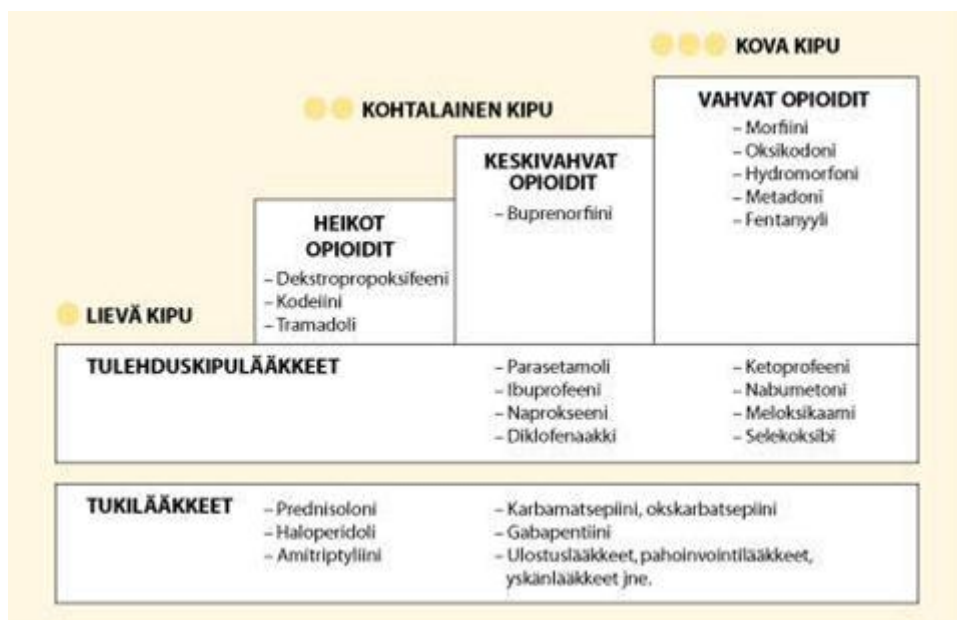 KOVA KIPU
VAHVAT OPIOIDIT
– Morfiini
– Oksikodoni
– Hydromorfoni
– Metadoni
– Fentanyyli
KOHTALAINEN KIPU
KESKIVAHVAT
OPIOIDIT
– Buprenorfiini
HEIKOT
OPIOIDIT
– Dekstropropoksifeeni
– Kodeiini
– Tramadoli
LIEVÄ KIPU
TULEHDUSKIPULÄÄKKEET
– Parasetamoli
– Ibuprofeeni
– Naprokseeni
– Diklofenaakki
– Ketoprofeeni
– Nabumetoni
– Meloksikaami
– Selekoksibi
TUKILÄÄKKEET
– Prednisoloni
– Haloperidoli
– Amitriptyliini
– Karbamatsepiini, okskarbatsepiini
– Gabapentiini
– Ulostuslääkkeet, pahoinvointilääkkeet,
yskänlääkkeet jne.